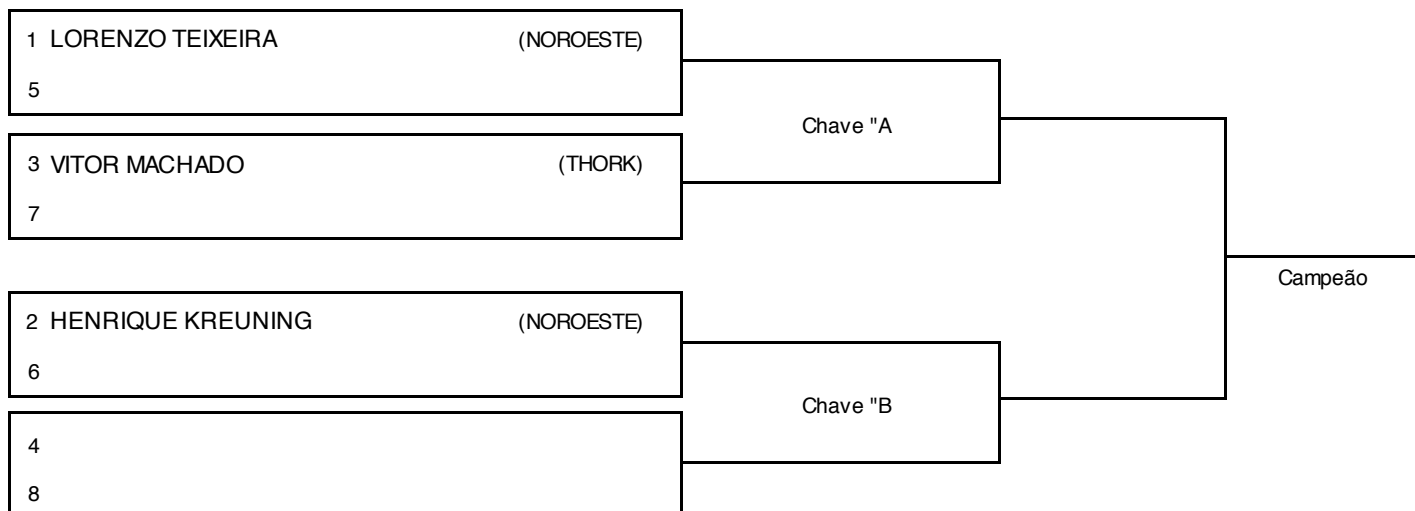 1 LORENZO TEIXEIRA (NOROESTE)
5
Chave "A
3 VITOR MACHADO (THORK)
7
Campeão
2 HENRIQUE KREUNING (NOROESTE)
6
Chave "B
4
8